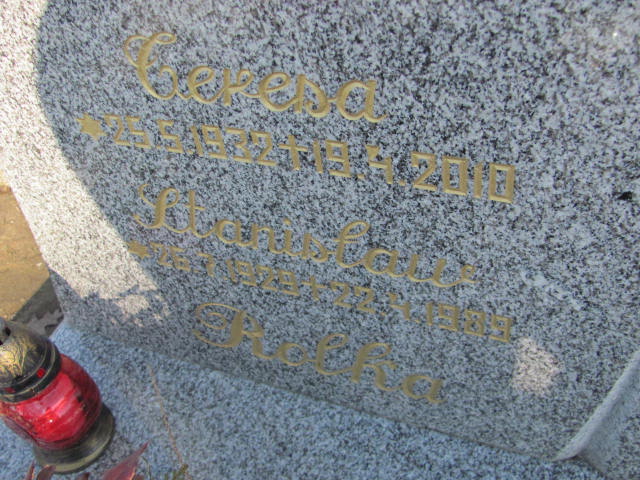 Teresa
*25.5.1932 +19.4.2010
Stanisław
*26.7.1929 +22.4.1989
Rolka